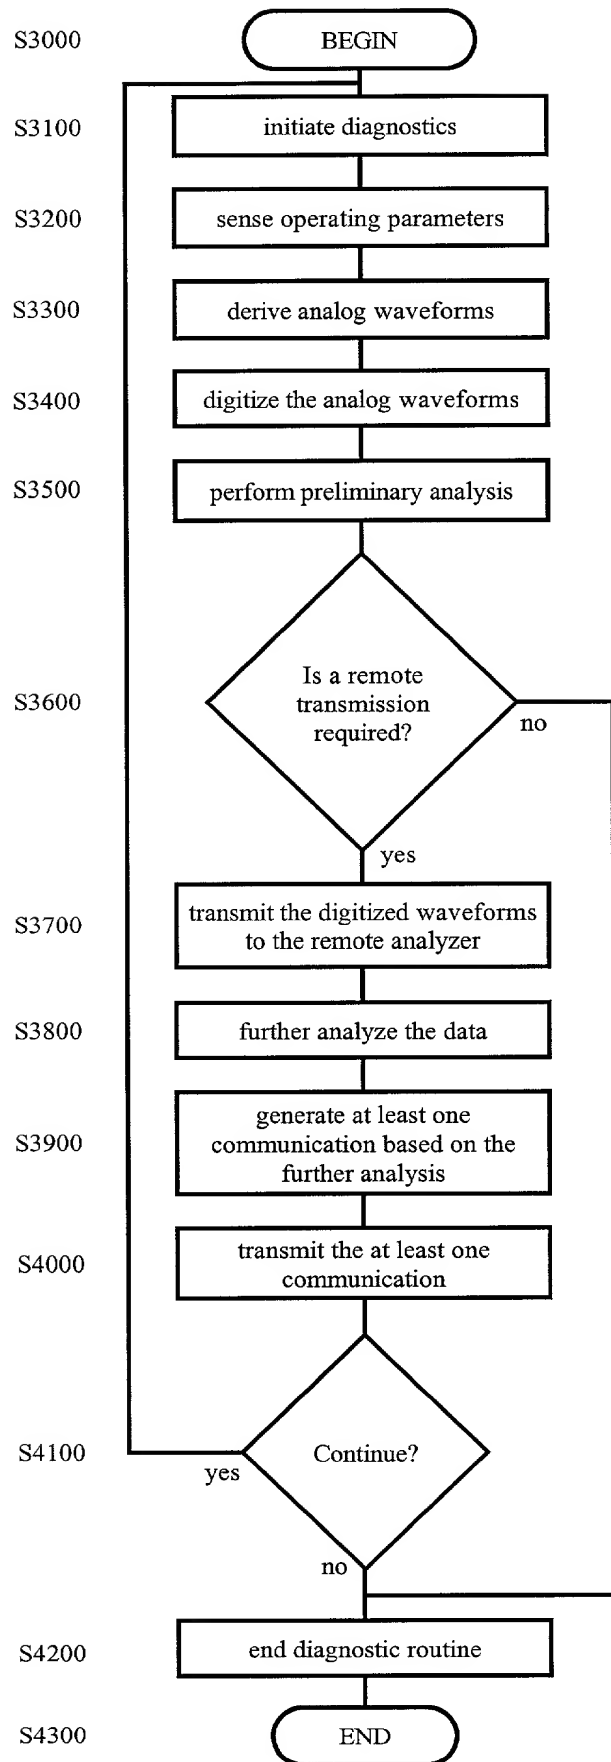 S3000
BEGIN
S3100
initiate diagnostics
S3200
sense operating parameters
S3300
derive analog waveforms
S3400
digitize the analog waveforms
S3500
perform preliminary analysis
S3600
Is a remote
transmission
required?
no
yes
S3700
transmit the digitized waveforms
to the remote analyzer
S3800
further analyze the data
S3900
generate at least one
communication based on the
further analysis
S4000
transmit the at least one
communication
S4100
Continue?
yes
no
S4200
end diagnostic routine
S4300
END